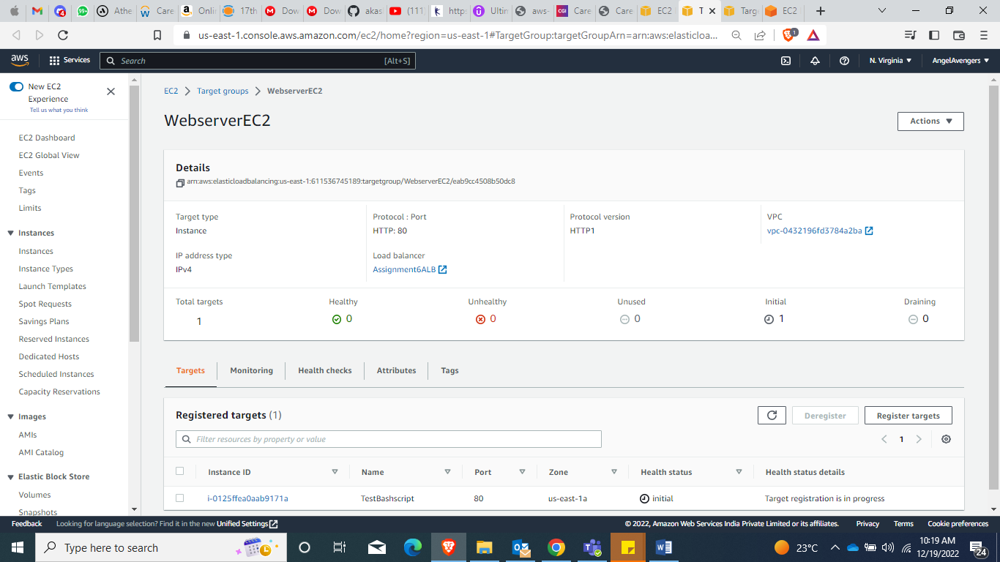 Athe
Care
Onli
17th
Dow
Dow
akas
(111)
http:
Ultin
aws-
CGI
Care
Care
EC2
T
Targ
EC2
99+
us-east-1.console.aws.amazon.com/ec2/home?region=us-east-1#TargetGroup:targetGroupArn=arn:aws:elasticloa...
1
aws
Services
Search
[Alt+S]
N. Virginia
AngelAvengers
New EC2
Experience
Tell us what you think
EC2 Dashboard
EC2 Global View
Events
Tags
Limits
Instances
Instances
Instance Types
Launch Templates
Spot Requests
Savings Plans
Reserved Instances
Dedicated Hosts
Scheduled Instances
Capacity Reservations
Images
AMIs
AMI Catalog
Elastic Block Store
Volumes
Snapshots
EC2 > Target groups > WebserverEC2
WebserverEC2
Actions
Details
arn:aws:elasticloadbalancing:us-east-1:611536745189:targetgroup/WebserverEC2/eab9cc4508b50dc8
Target type
Instance
Protocol : Port
HTTP: 80
Protocol version
HTTP1
VPC
vpc-0432196fd3784a2ba
IP address type
IPv4
Load balancer
Assignment6ALB
Total targets
1
Healthy
0
Unhealthy
0
Unused
0
Initial
1
Draining
0
Targets
Monitoring
Health checks
Attributes
Tags
Registered targets (1)
Deregister
Register targets
Filter resources by property or value
1
Instance ID
Name
Port
Zone
Health status
Health status details
i-0125ffea0aab9171a
TestBashscript
80
us-east-1a
initial
Target registration is in progress
Feedback
Looking for language selection? Find it in the new Unified Settings
© 2022, Amazon Web Services India Private Limited or its affiliates.
Privacy
Terms
Cookie preferences
Type here to search
23°C
10:19 AM
12/19/2022
24